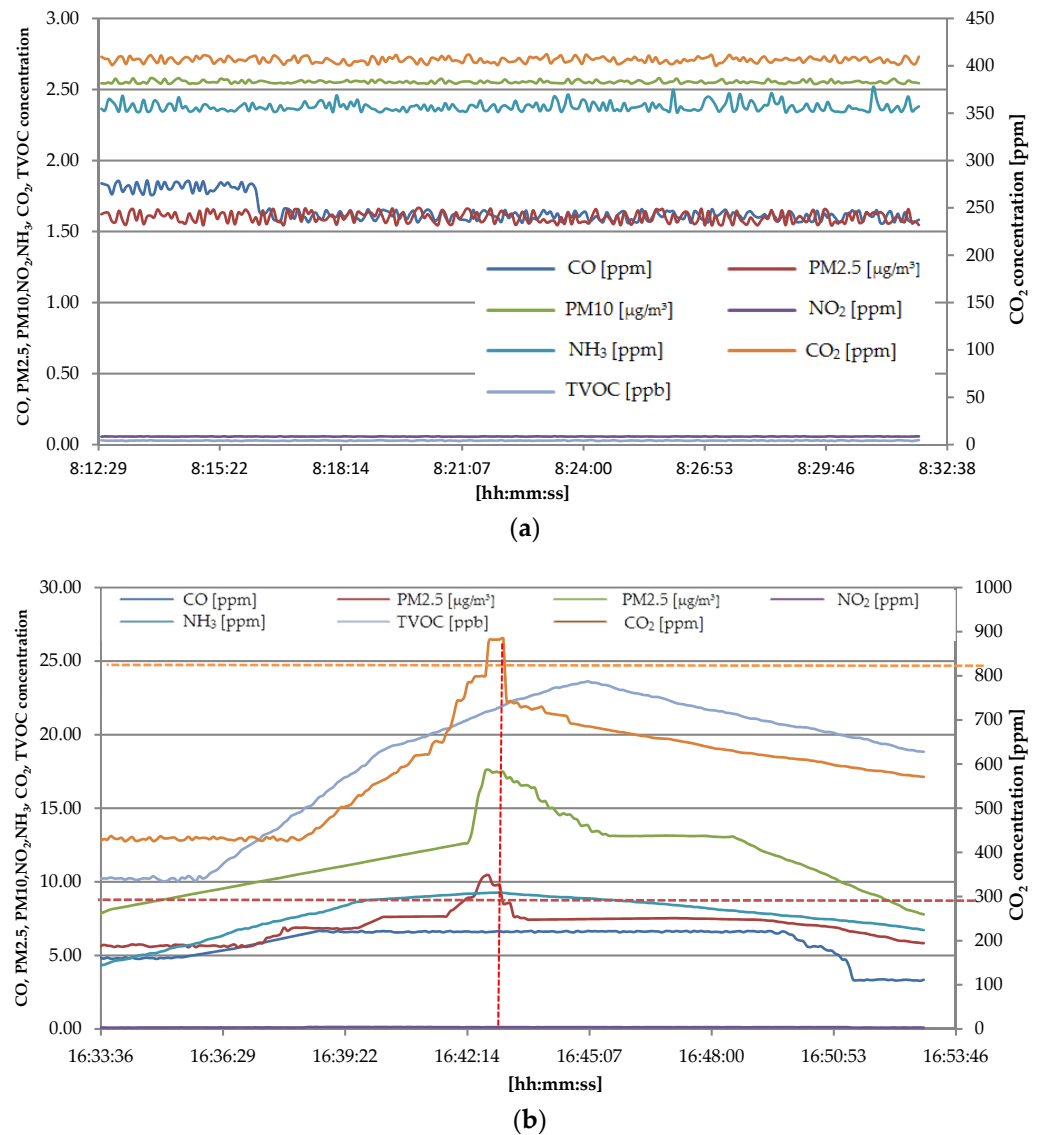 CO, PM2.5, PM10,NO₂,NH₃, CO₂, TVOC concentration
3.00
2.50
2.00
1.50
1.00
0.50
0.00
450
400
350
300
250
200
150
100
50
0
CO₂ concentration [ppm]
CO [ppm]
PM2.5 [µg/m³]
PM10 [µg/m³]
NO₂ [ppm]
NH₃ [ppm]
CO₂ [ppm]
TVOC [ppb]
8:12:29 8:15:22 8:18:14 8:21:07 8:24:00 8:26:53 8:29:46 8:32:38
[hh:mm:ss]
(a)
CO, PM2.5, PM10,NO₂,NH₃, CO₂, TVOC concentration
30.00
25.00
20.00
15.00
10.00
5.00
0.00
1000
900
800
700
600
500
400
300
200
100
0
CO₂ concentration [ppm]
CO [ppm] PM2.5 [µg/m³] PM2.5 [µg/m³] NO₂ [ppm]
NH₃ [ppm] TVOC [ppb] CO₂ [ppm]
16:33:36 16:36:29 16:39:22 16:42:14 16:45:07 16:48:00 16:50:53 16:53:46
[hh:mm:ss]
(b)